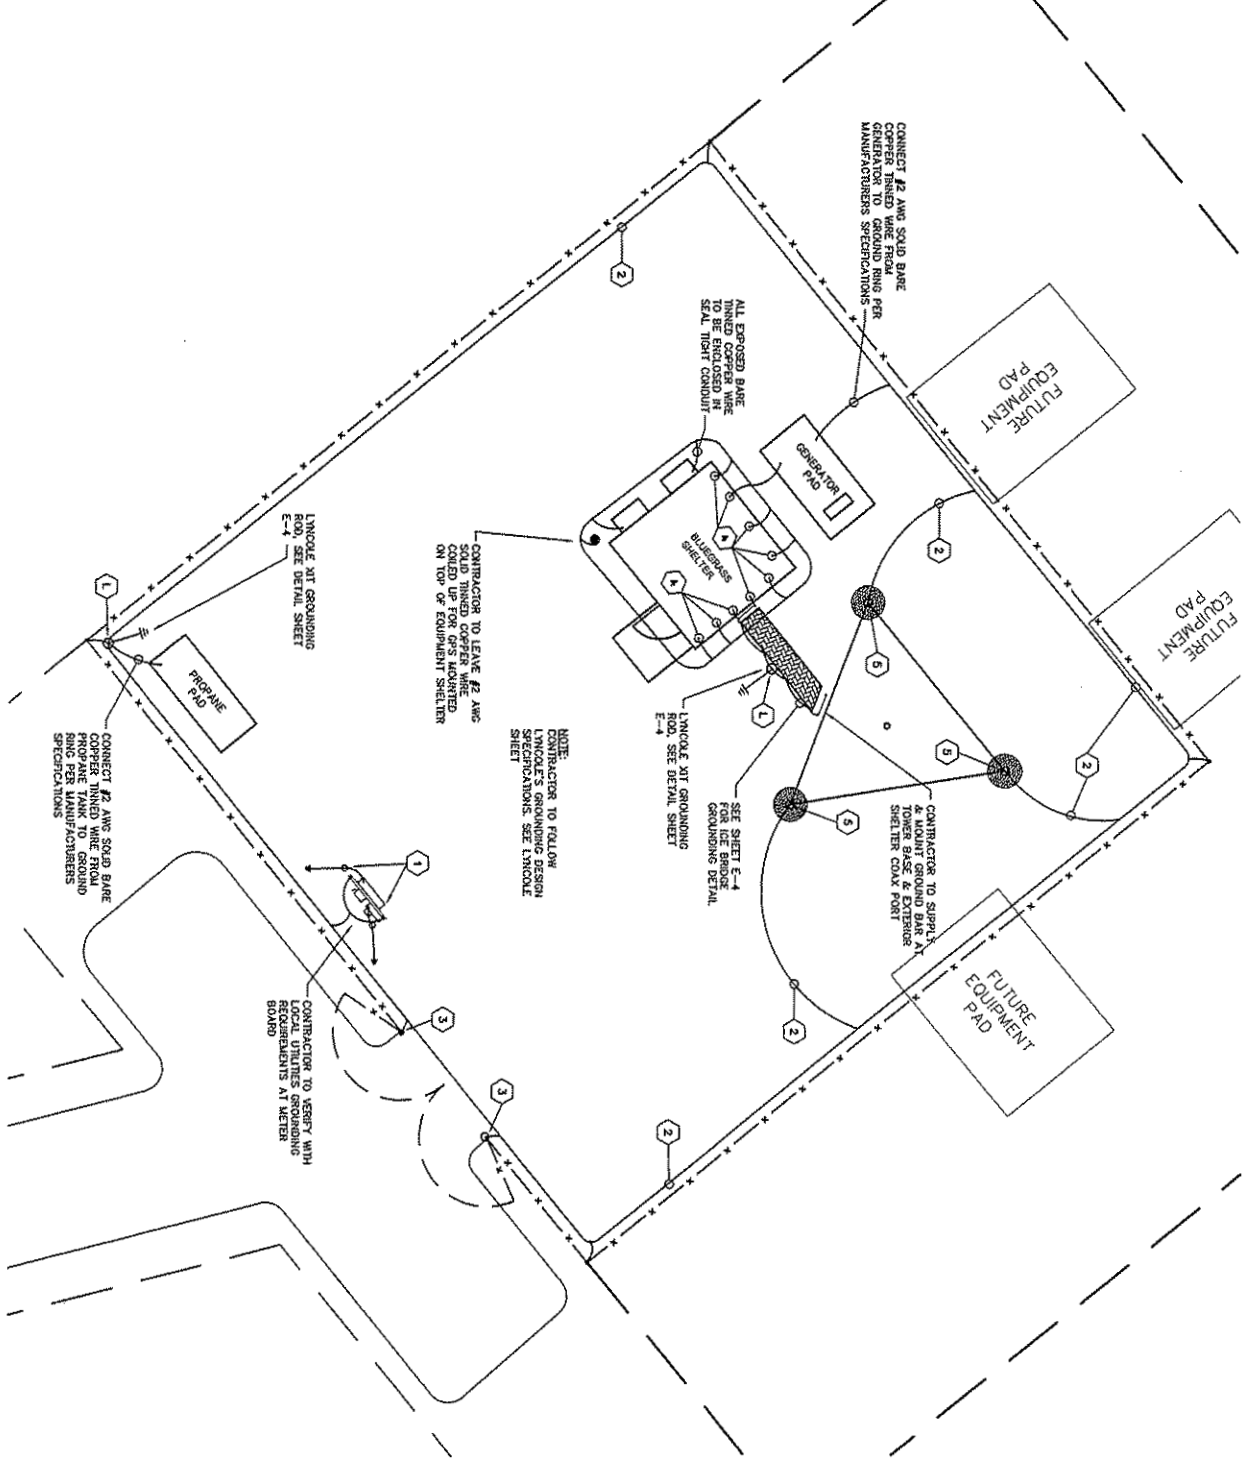 CONNECT #2 AWG SOLID BARE
COPPER TINNED WIRE FROM
GENERATOR TO GROUND RING PER
MANUFACTURERS SPECIFICATIONS
FUTURE
EQUIPMENT
PAD
FUTURE
EQUIPMENT
PAD
2
ALL EXPOSED BARE
TINNED COPPER WIRE
TO BE ENCLOSED IN
SEAL TIGHT CONDUIT
GENERATOR
PAD
2
4
BLUEGRASS
SHELTER
4
5
LYNCOLE XIT GROUNDING
ROD, SEE DETAIL SHEET
E-4
L
PROPANE
PAD
CONTRACTOR TO LEAVE #2 AWG
SOLID TINNED COPPER WIRE
COILED UP FOR GPS MOUNTED
ON TOP OF EQUIPMENT SHELTER
L
LYNCOLE XIT GROUNDING
ROD, SEE DETAIL SHEET
E-4
5
2
NOTE:
CONTRACTOR TO FOLLOW
LYNCOLE'S GROUNDING DESIGN
SPECIFICATIONS. SEE LYNCOLE
SHEET
SEE SHEET E-4
FOR ICE BRIDGE
GROUNDING DETAIL
CONTRACTOR TO SUPPLY
& MOUNT GROUND BAR AT
TOWER BASE & EXTERIOR
SHELTER COAX PORT
5
CONNECT #2 AWG SOLID BARE
COPPER TINNED WIRE FROM
PROPANE TANK TO GROUND
RING PER MANUFACTURERS
SPECIFICATIONS
1
FUTURE
EQUIPMENT
PAD
2
CONTRACTOR TO VERIFY WITH
LOCAL UTILITIES GROUNDING
REQUIREMENTS AT METER
BOARD
3
3
2